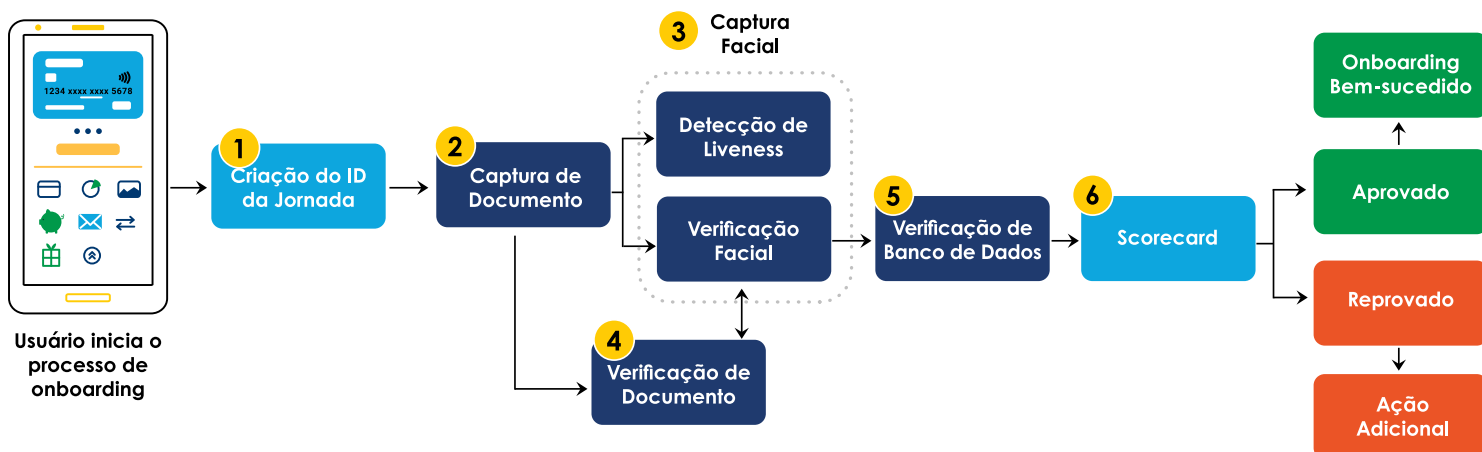 1234 xxxx xxxx 5678
Usuário inicia o
processo de
onboarding
1
Criação do ID
da Jornada
2
Captura de
Documento
3
Captura
Facial
Detecção de
Liveness
Verificação
Facial
4
Verificação de
Documento
5
Verificação de
Banco de Dados
6
Scorecard
Onboarding
Bem-sucedido
Aprovado
Reprovado
Ação
Adicional